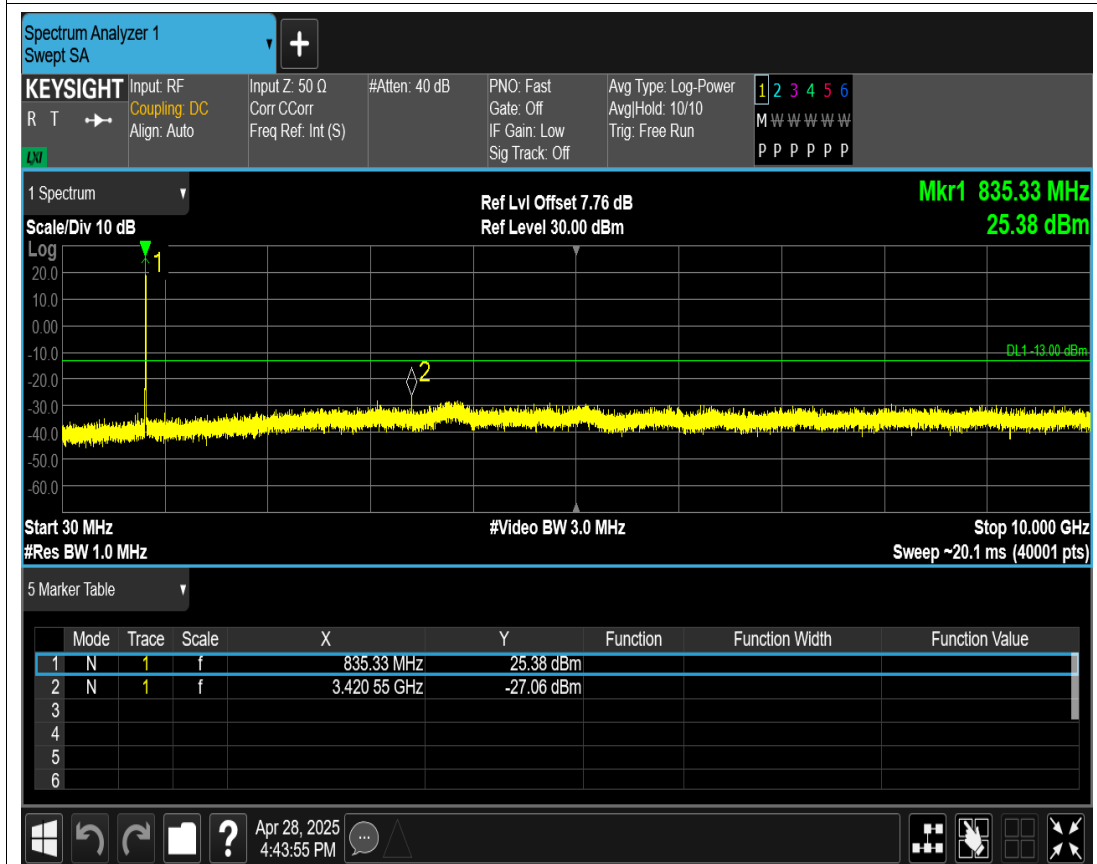 Spectrum Analyzer 1
Swept SA
+
KEYSIGHT
R T
LXI
Input: RF
Coupling: DC
Align: Auto
Input Z: 50 Ω
Corr CCorr
Freq Ref: Int (S)
#Atten: 40 dB
PNO: Fast
Gate: Off
IF Gain: Low
Sig Track: Off
Avg Type: Log-Power
Avg|Hold: 10/10
Trig: Free Run
1 2 3 4 5 6
M W W W W W
P P P P P P
1 Spectrum
Scale/Div 10 dB
Ref Lvl Offset 7.76 dB
Ref Level 30.00 dBm
Mkr1 835.33 MHz
25.38 dBm
Log
1
20.0
10.0
0.00
-10.0
DL1 -13.00 dBm
-20.0
2
-30.0
-40.0
-50.0
-60.0
Start 30 MHz
#Res BW 1.0 MHz
#Video BW 3.0 MHz
Stop 10.000 GHz
Sweep ~20.1 ms (40001 pts)
5 Marker Table
Mode Trace Scale X Y Function Function Width Function Value
1 N 1 f 835.33 MHz 25.38 dBm
2 N 1 f 3.420 55 GHz -27.06 dBm
3
4
5
6
?
Apr 28, 2025
4:43:55 PM